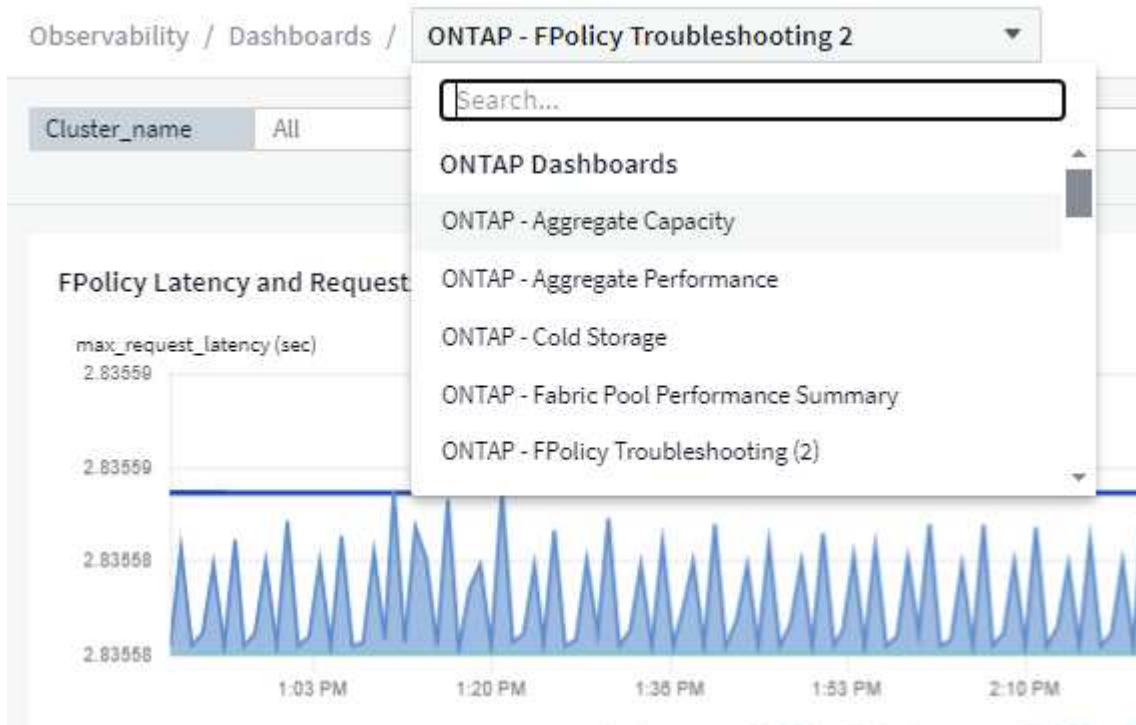 Observability / Dashboards / ONTAP - FPolicy Troubleshooting 2
Search...
Cluster_name All
ONTAP Dashboards
ONTAP - Aggregate Capacity
ONTAP - Aggregate Performance
ONTAP - Cold Storage
ONTAP - Fabric Pool Performance Summary
ONTAP - FPolicy Troubleshooting (2)
FPolicy Latency and Request
max_request_latency (sec)
2.83559
2.83559
2.83558
2.83558
1:03 PM 1:20 PM 1:36 PM 1:53 PM 2:10 PM